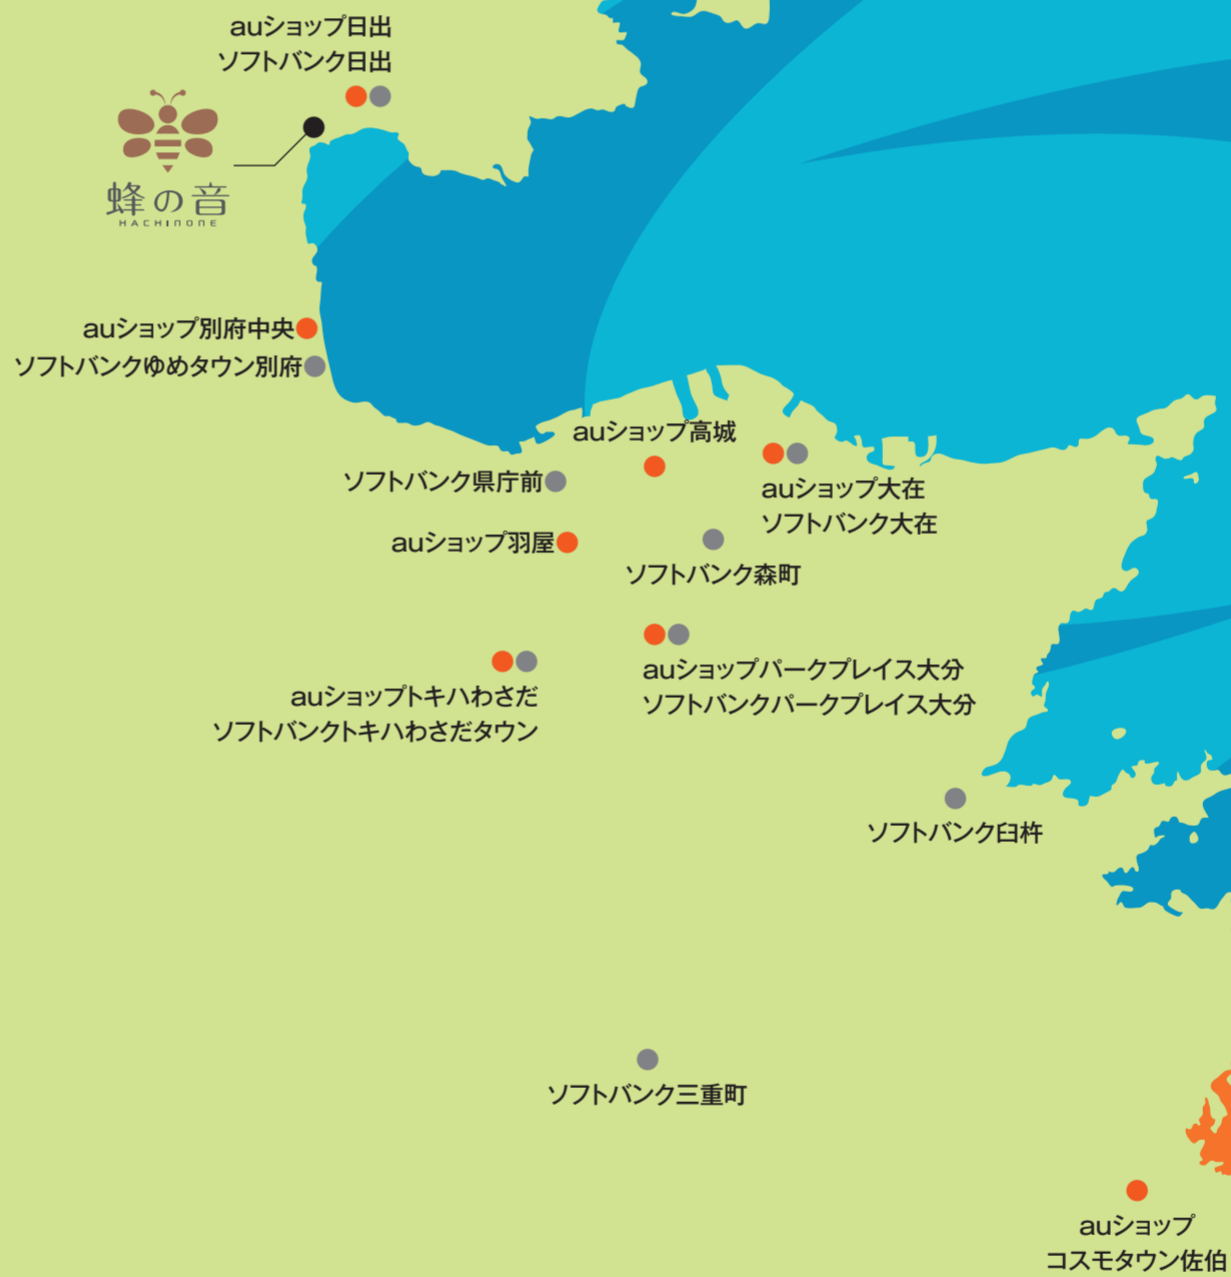 auショップ日出
ソフトバンク日出
蜂の音
HACHINONE
auショップ別府中央
ソフトバンクゆめタウン別府
auショップ高城
ソフトバンク県庁前
auショップ大在
ソフトバンク大在
auショップ羽屋
ソフトバンク森町
auショップパークプレイス大分
ソフトバンクパークプレイス大分
auショップトキハわさだ
ソフトバンクトキハわさだタウン
ソフトバンク臼杵
ソフトバンク三重町
auショップ
コスモタウン佐伯